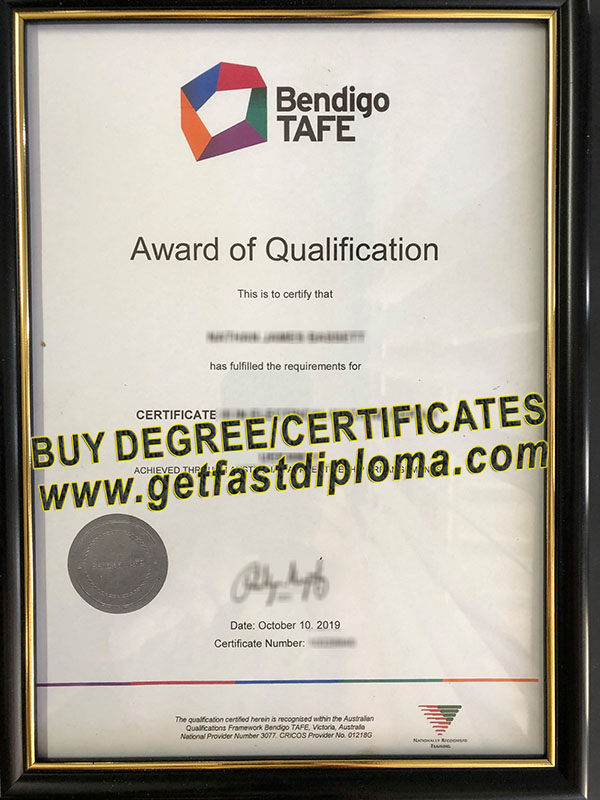 Bendigo
TAFE
Award of Qualification
This is to certify that
has fulfilled the requirements for
CERTIFICATE
BUY DEGREE/CERTIFICATES
ACHIEVED
www.getfastdiploma.com
Date: October 10. 2019
Certificate Number:
The qualification certified herein is recognised within the Australian
Qualifications Framework Bendigo TAFE, Victoria, Australia
National Provider Number 3077. CRICOS Provider No. 01218G
NATIONALLY RECOGNISED
TRAINING